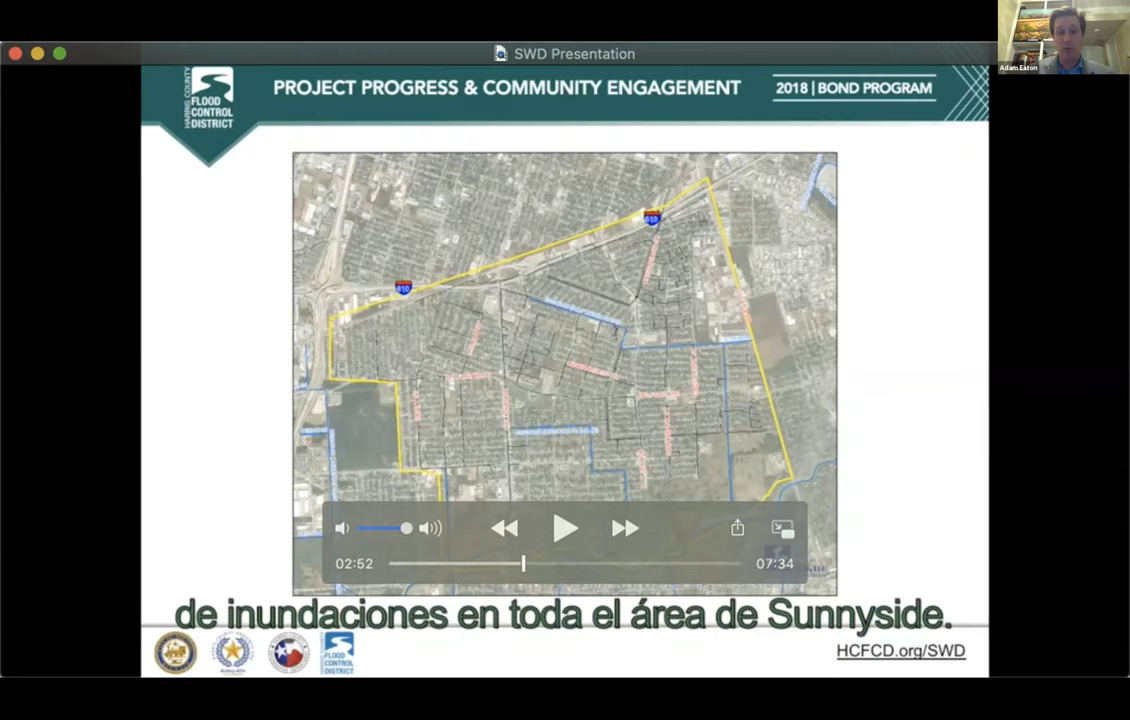 SWD Presentation
Adam Eaton
HARRIS COUNTY
FLOOD
CONTROL
DISTRICT
PROJECT PROGRESS & COMMUNITY ENGAGEMENT
2018 | BOND PROGRAM
610
610
02:52
07:34
de inundaciones en toda el área de Sunnyside.
FLOOD
CONTROL
DISTRICT
HCFCD.org/SWD